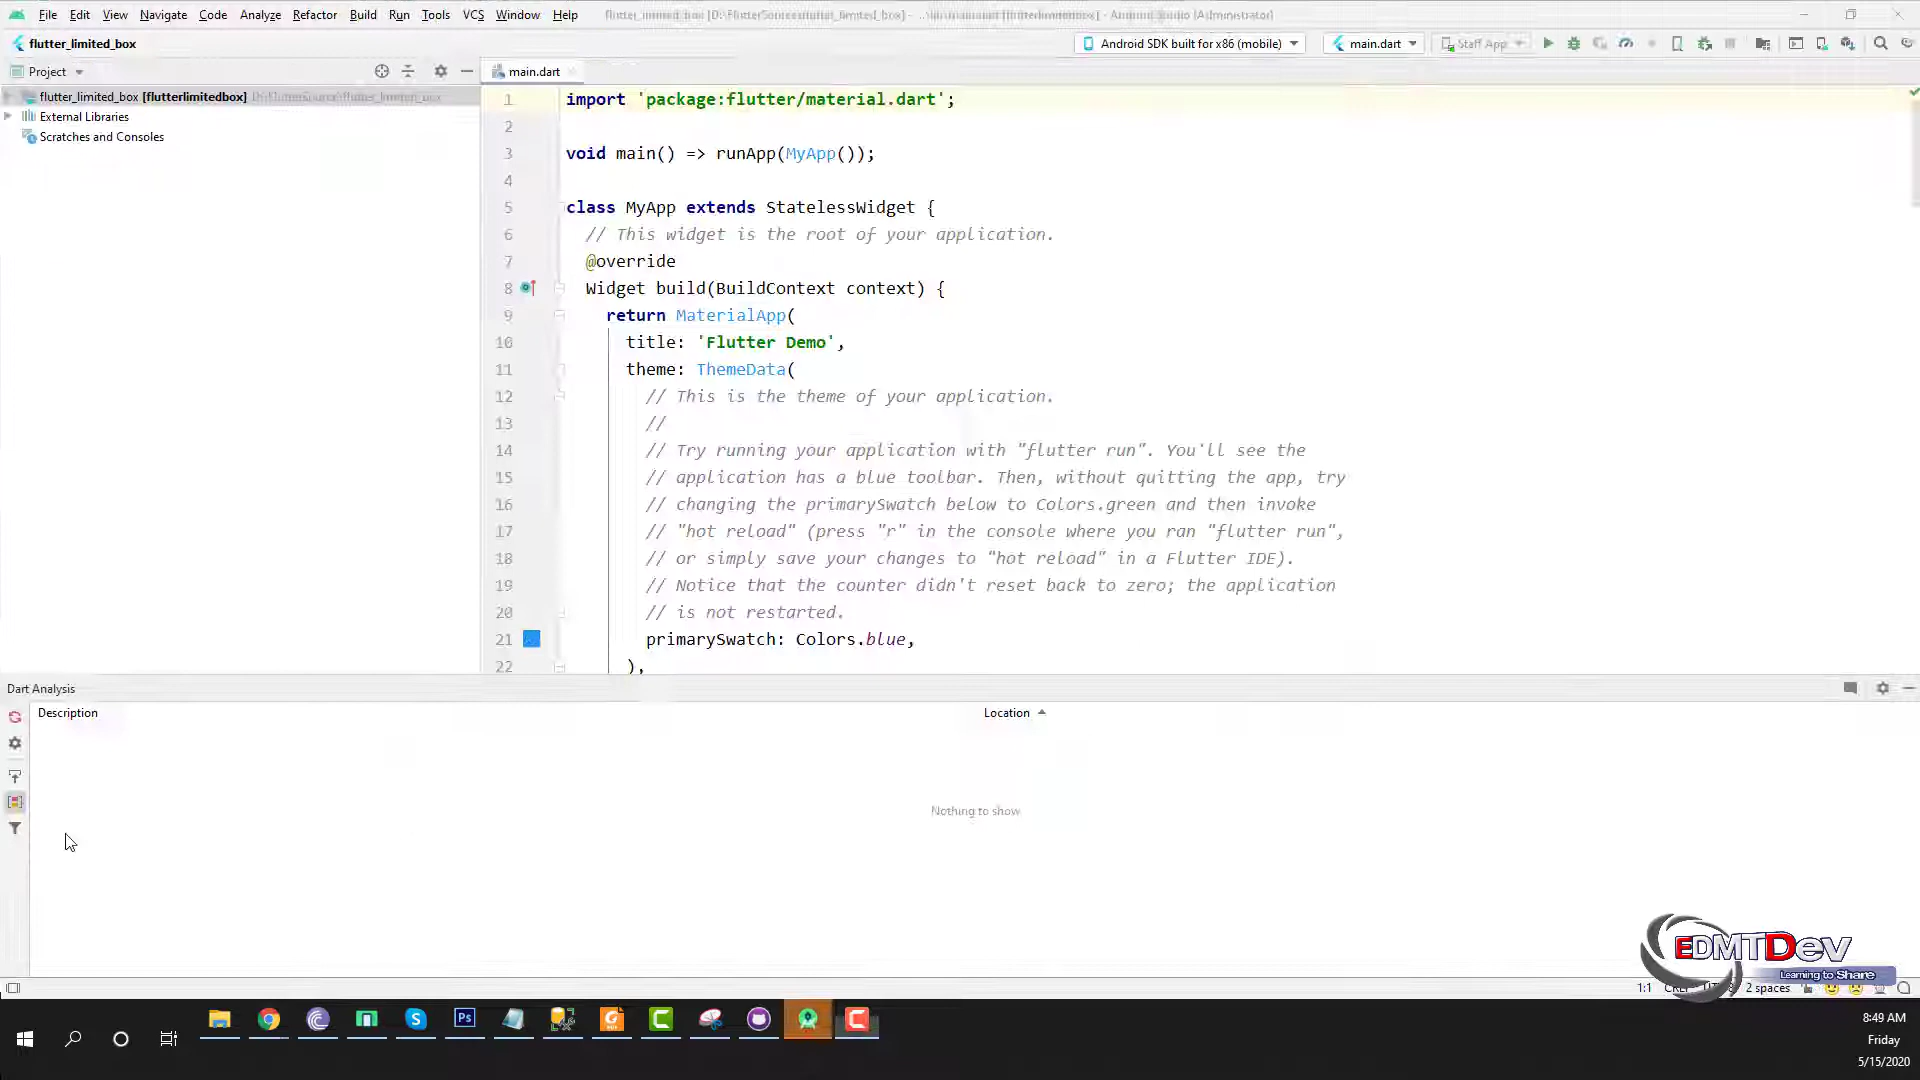 File Edit View Navigate Code Analyze Refactor Build Run Tools VCS Window Help
flutter_limited_box
Android SDK built for x86 (mobile)
main.dart
Staff App
Project
main.dart
flutter_limited_box [flutterlimitedbox]
External Libraries
Scratches and Consoles
1 import 'package:flutter/material.dart';
2
3 void main() => runApp(MyApp());
4
5 class MyApp extends StatelessWidget {
6 // This widget is the root of your application.
7 @override
8 Widget build(BuildContext context) {
9 return MaterialApp(
10 title: 'Flutter Demo',
11 theme: ThemeData(
12 // This is the theme of your application.
13 //
14 // Try running your application with "flutter run". You'll see the
15 // application has a blue toolbar. Then, without quitting the app, try
16 // changing the primarySwatch below to Colors.green and then invoke
17 // "hot reload" (press "r" in the console where you ran "flutter run",
18 // or simply save your changes to "hot reload" in a Flutter IDE).
19 // Notice that the counter didn't reset back to zero; the application
20 // is not restarted.
21 primarySwatch: Colors.blue,
22 ),
Dart Analysis
Description
Location
Nothing to show
EDMTDev
Learning to Share
1:1
2 spaces
8:49 AM
Friday
5/15/2020